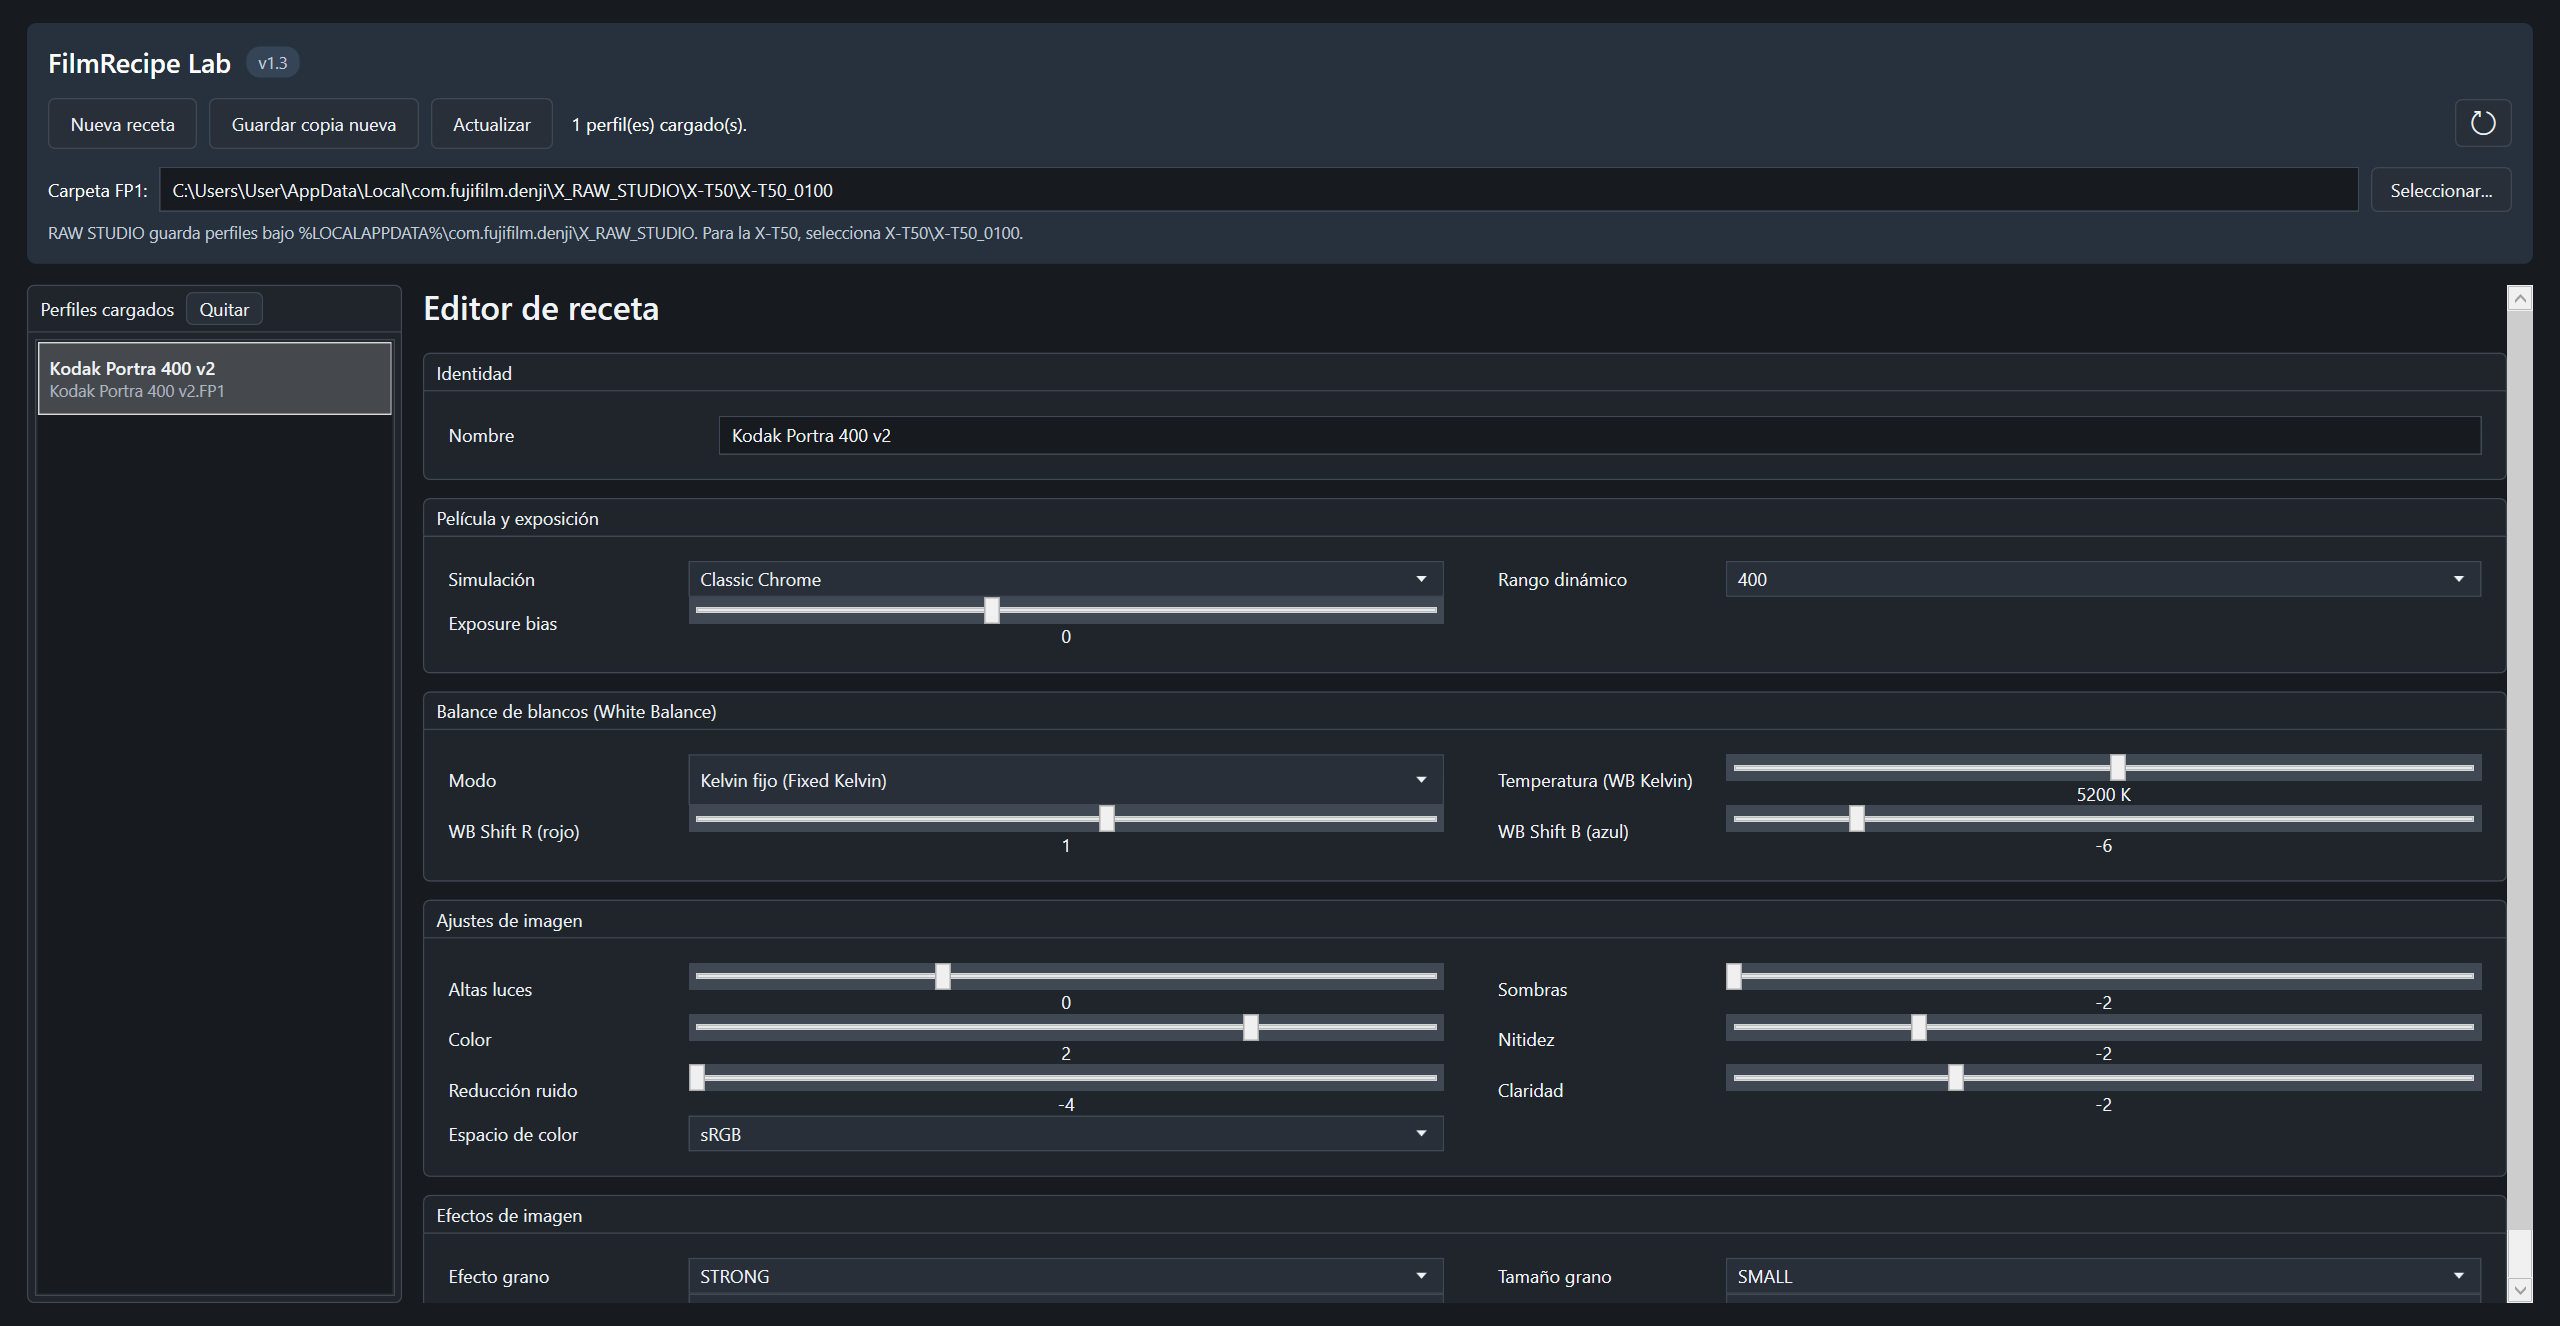 FilmRecipe Lab v1.3
Nueva receta Guardar copia nueva Actualizar 1 perfil(es) cargado(s).
Carpeta FP1: C:\Users\User\AppData\Local\com.fujifilm.denji\X_RAW_STUDIO\X-T50\X-T50_0100 Seleccionar...
RAW STUDIO guarda perfiles bajo %LOCALAPPDATA%\com.fujifilm.denji\X_RAW_STUDIO. Para la X-T50, selecciona X-T50\X-T50_0100.
Perfiles cargados Quitar
Kodak Portra 400 v2
Kodak Portra 400 v2.FP1
Editor de receta
Identidad
Nombre Kodak Portra 400 v2
Película y exposición
Simulación Classic Chrome Rango dinámico 400
Exposure bias
0
Balance de blancos (White Balance)
Modo Kelvin fijo (Fixed Kelvin) Temperatura (WB Kelvin)
5200 K
WB Shift R (rojo) WB Shift B (azul)
1 -6
Ajustes de imagen
Altas luces Sombras
0 -2
Color Nitidez
2 -2
Reducción ruido Claridad
-4 -2
Espacio de color sRGB
Efectos de imagen
Efecto grano STRONG Tamaño grano SMALL